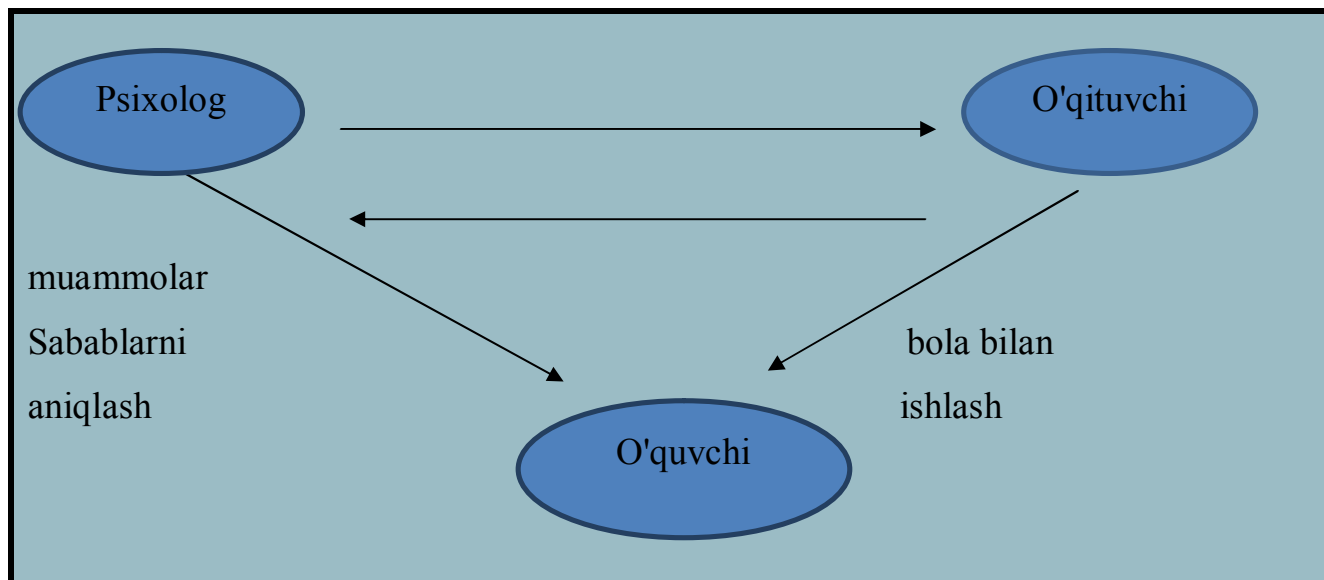 Psixolog
O'qituvchi
muammolar
Sabablarni
aniqlash
bola bilan
ishlash
O'quvchi